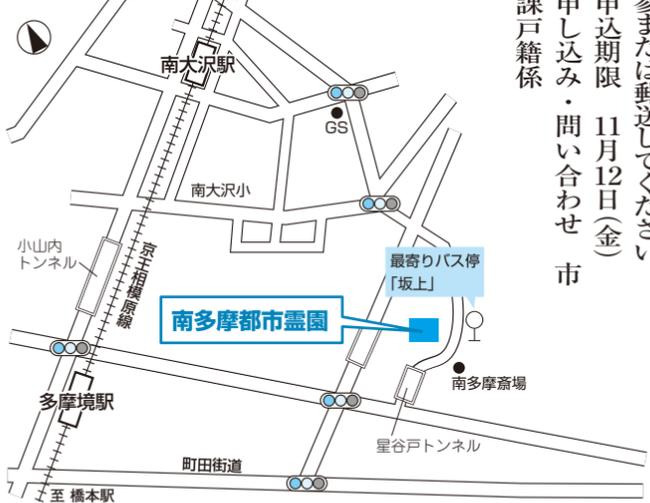 参または郵送してください
申込期限　11月12日(金)
申し込み・問い合わせ　市
課戸籍係
南大沢駅
GS
南大沢小
小山内
トンネル
京王相模原線
最寄りバス停
「坂上」
南多摩都市霊園
南多摩斎場
多摩境駅
星谷戸トンネル
町田街道
至 橋本駅